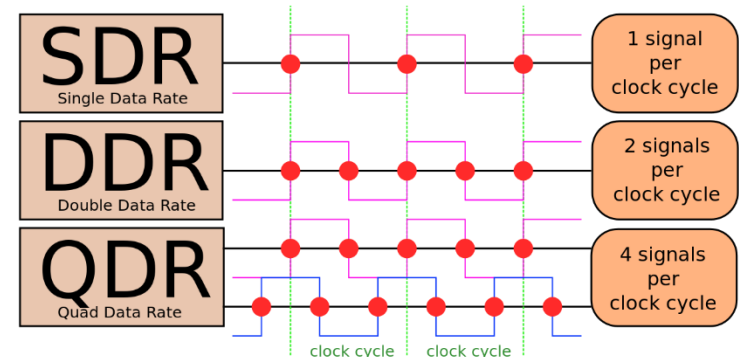 SDR
Single Data Rate
1 signal
per
clock cycle
DDR
Double Data Rate
2 signals
per
clock cycle
QDR
Quad Data Rate
4 signals
per
clock cycle
clock cycle
clock cycle